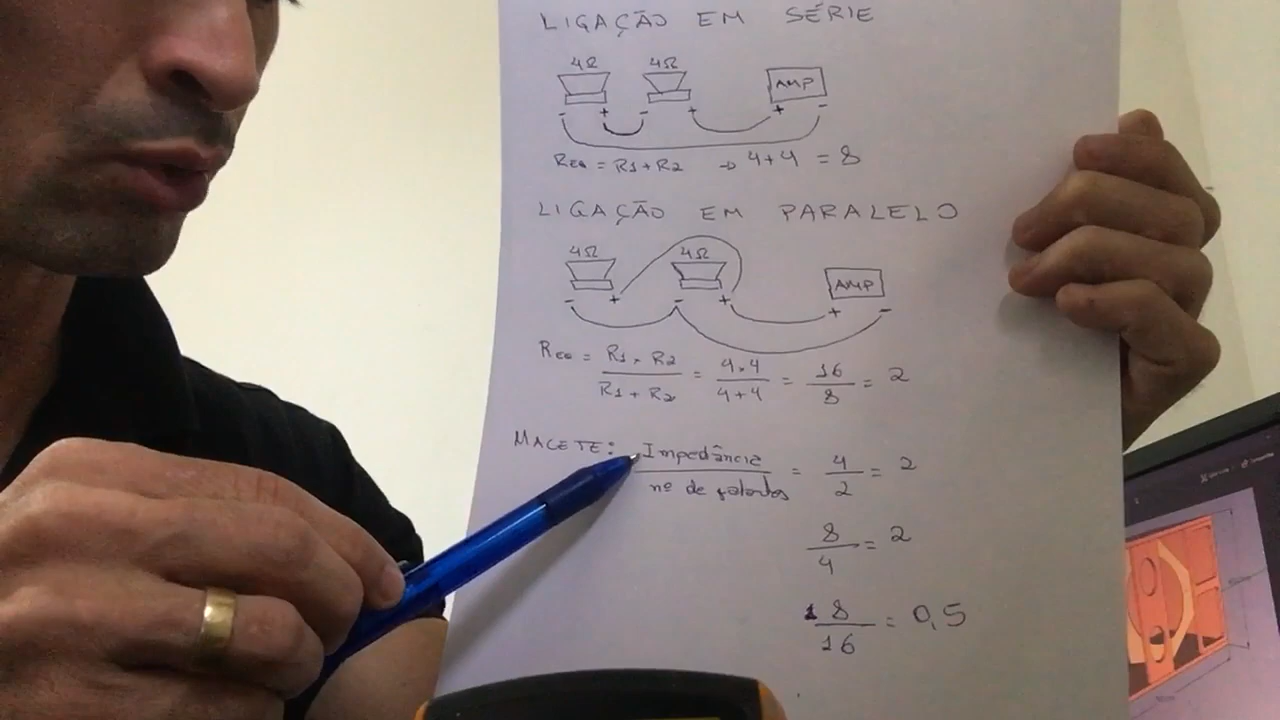 LIGAÇÃO EM SÉRIE
4Ω 4Ω AMP
- + - + + -
REQ = R1+R2 → 4+4 = 8
LIGAÇÃO EM PARALELO
4Ω 4Ω AMP
- + - + + -
REQ = R1.R2 / R1+R2 = 4.4 / 4+4 = 16 / 8 = 2
MACETE: Impedância / nº de falantes = 4 / 2 = 2
8 / 4 = 2
8 / 16 = 0,5